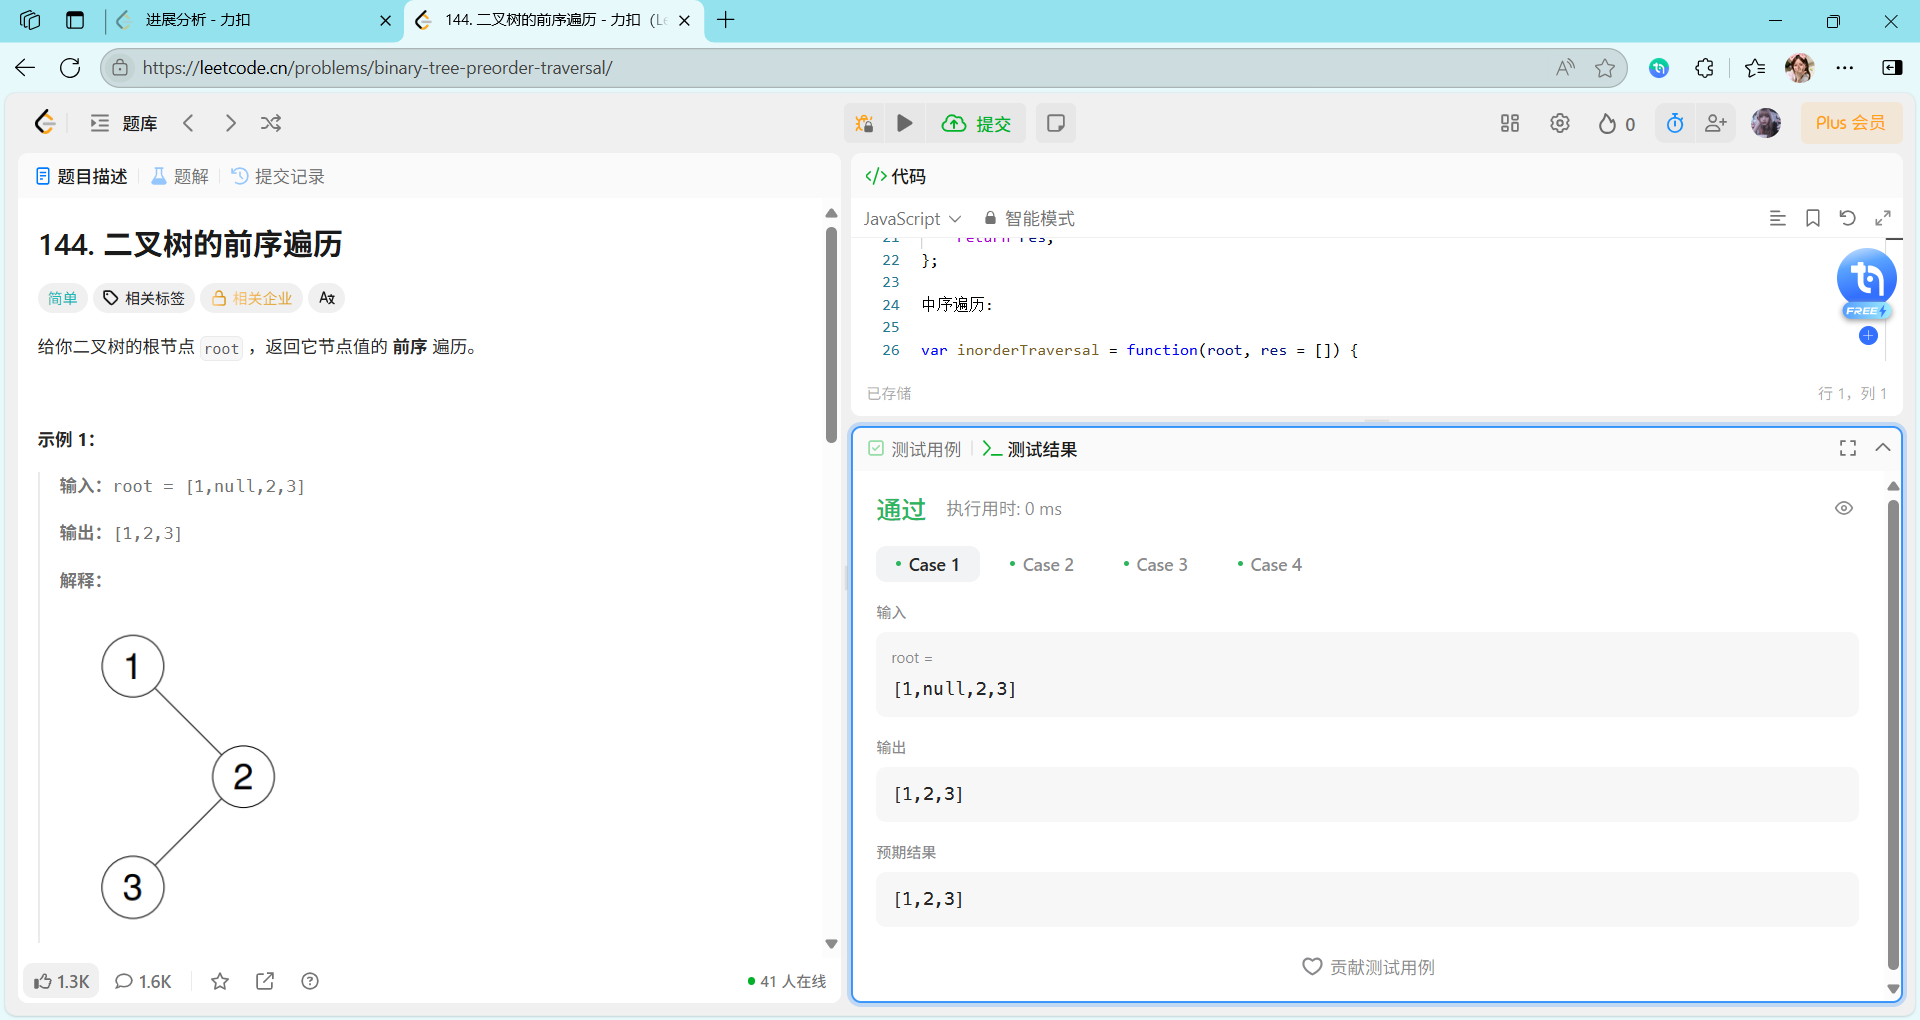 进展分析 - 力扣
144. 二叉树的前序遍历 - 力扣（Le
https://leetcode.cn/problems/binary-tree-preorder-traversal/
题库
提交
0
Plus 会员
题目描述
题解
提交记录
144. 二叉树的前序遍历
简单
相关标签
相关企业
给你二叉树的根节点 root ，返回它节点值的 前序 遍历。
示例 1：
输入：root = [1,null,2,3]
输出：[1,2,3]
解释：
1
2
3
1.3K
1.6K
41 人在线
</> 代码
JavaScript
智能模式
21 return res;
22 };
23
24 中序遍历：
25
26 var inorderTraversal = function(root, res = []) {
FREE
已存储
行 1，列 1
测试用例
测试结果
通过
执行用时: 0 ms
Case 1
Case 2
Case 3
Case 4
输入
root =
[1,null,2,3]
输出
[1,2,3]
预期结果
[1,2,3]
贡献测试用例